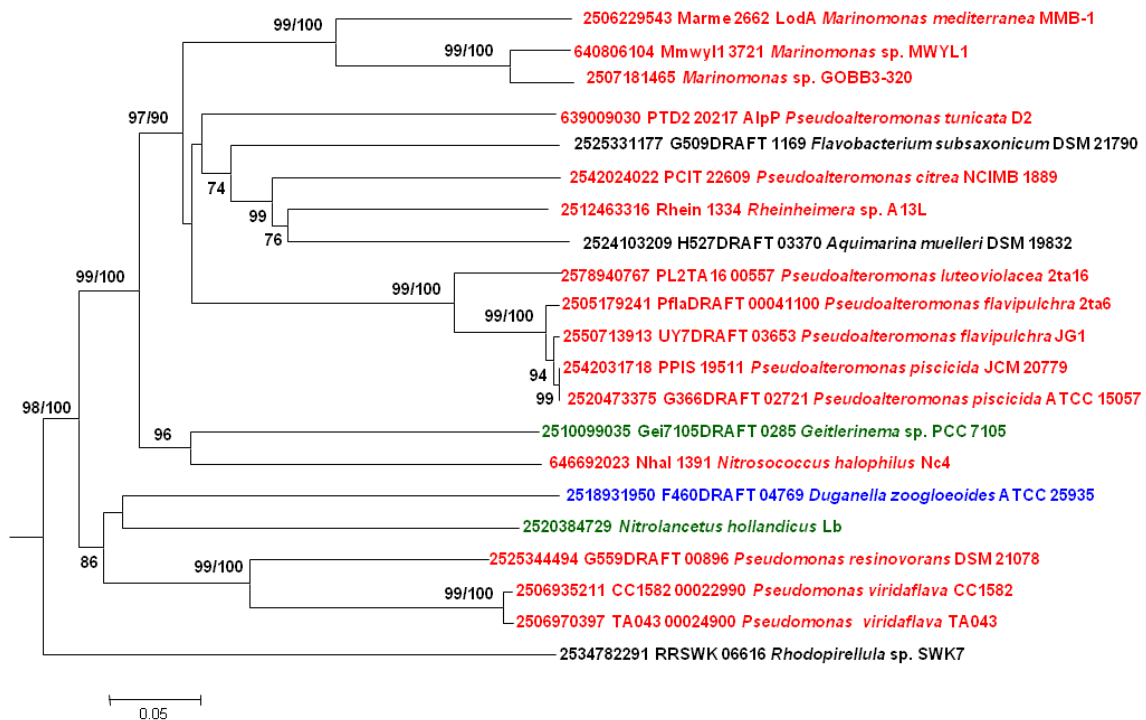 99/100
2506229543 Marme 2662 LodA Marinomonas mediterranea MMB-1
99/100
640806104 Mmwyl1 3721 Marinomonas sp. MWYL1
2507181465 Marinomonas sp. GOBB3-320
97/90
639009030 PTD2 20217 AlpP Pseudoalteromonas tunicata D2
2525331177 G509DRAFT 1169 Flavobacterium subsaxonicum DSM 21790
74
2542024022 PCIT 22609 Pseudoalteromonas citrea NCIMB 1889
99
2512463316 Rhein 1334 Rheinheimera sp. A13L
76
2524103209 H527DRAFT 03370 Aquimarina muelleri DSM 19832
99/100
99/100
2578940767 PL2TA16 00557 Pseudoalteromonas luteoviolacea 2ta16
99/100
2505179241 PflaDRAFT 00041100 Pseudoalteromonas flavipulchra 2ta6
2550713913 UY7DRAFT 03653 Pseudoalteromonas flavipulchra JG1
94
2542031718 PPIS 19511 Pseudoalteromonas piscicida JCM 20779
99
2520473375 G366DRAFT 02721 Pseudoalteromonas piscicida ATCC 15057
98/100
96
2510099035 Gei7105DRAFT 0285 Geitlerinema sp. PCC 7105
646692023 Nhal 1391 Nitrosococcus halophilus Nc4
2518931950 F460DRAFT 04769 Duganella zoogloeoides ATCC 25935
2520384729 Nitrolancetus hollandicus Lb
86
99/100
2525344494 G559DRAFT 00896 Pseudomonas resinovorans DSM 21078
99/100
2506935211 CC1582 00022990 Pseudomonas viridaflava CC1582
2506970397 TA043 00024900 Pseudomonas viridaflava TA043
2534782291 RRSWK 06616 Rhodopirellula sp. SWK7
0.05